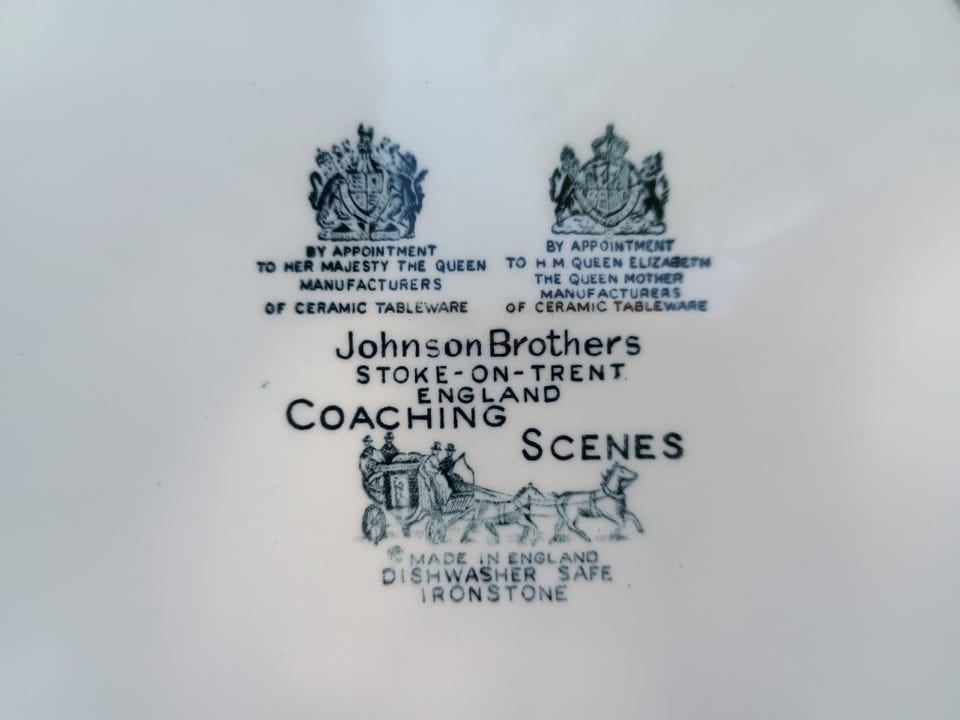 BY APPOINTMENT
TO HER MAJESTY THE QUEEN
MANUFACTURERS
OF CERAMIC TABLEWARE
BY APPOINTMENT
TO H M QUEEN ELIZABETH
THE QUEEN MOTHER
MANUFACTURERS
OF CERAMIC TABLEWARE
Johnson Brothers
STOKE-ON-TRENT
ENGLAND
COACHING
SCENES
MADE IN ENGLAND
DISHWASHER SAFE
IRONSTONE